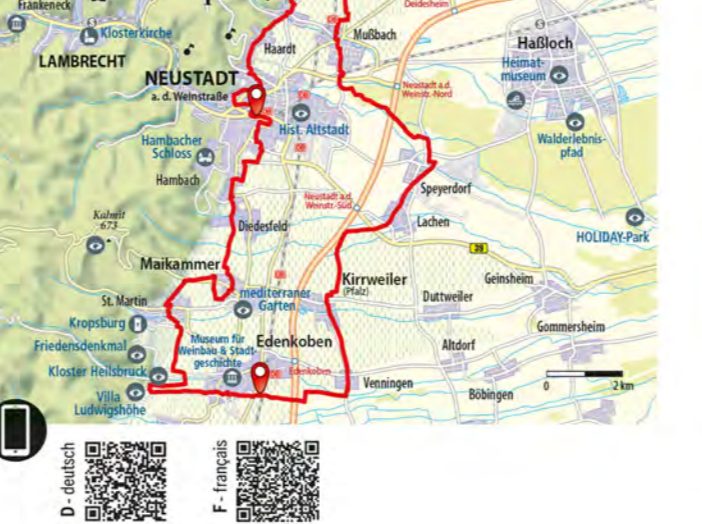 Frankeneck
Deidesheim
Klosterkirche
Haardt
Mußbach
LAMBRECHT
Haßloch
NEUSTADT
a. d. Weinstraße
Heimat-
museum
Neustadt a.d.
Weinstr.-Nord
Hist. Altstadt
Hambacher
Schloss
Walderlebnis-
pfad
Hambach
Speyerdorf
Neustadt a.d.
Weinstr.-Süd
Kalmit
673
Diedesfeld
Lachen
HOLIDAY-Park
39
Maikammer
Kirrweiler
(Pfalz)
Geinsheim
St. Martin
mediterraner
Garten
Duttweiler
Kropsburg
Gommersheim
Friedensdenkmal
Museum für
Weinbau & Stadt-
geschichte
Edenkoben
Altdorf
Kloster Heilsbruck
Edenkoben
Venningen
0 2 km
Villa
Ludwigshöhe
Böbingen
D - deutsch
F - français